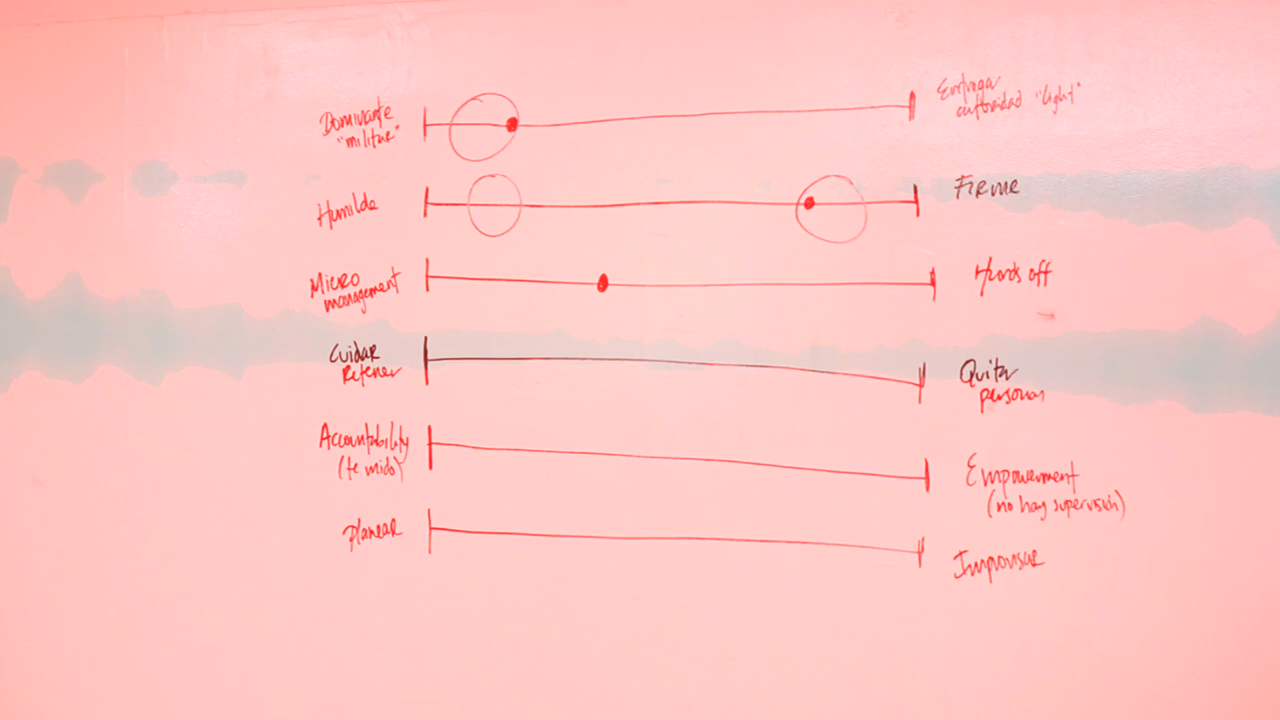 Dominante
"militar"
Entrega
autoridad "light"
Humilde
FIRME
MICRO
management
Hands off
Cuidar
Retener
Quitar
personas
Accountability
(te mido)
Empowerment
(no hay supervisión)
Planear
Improvisar